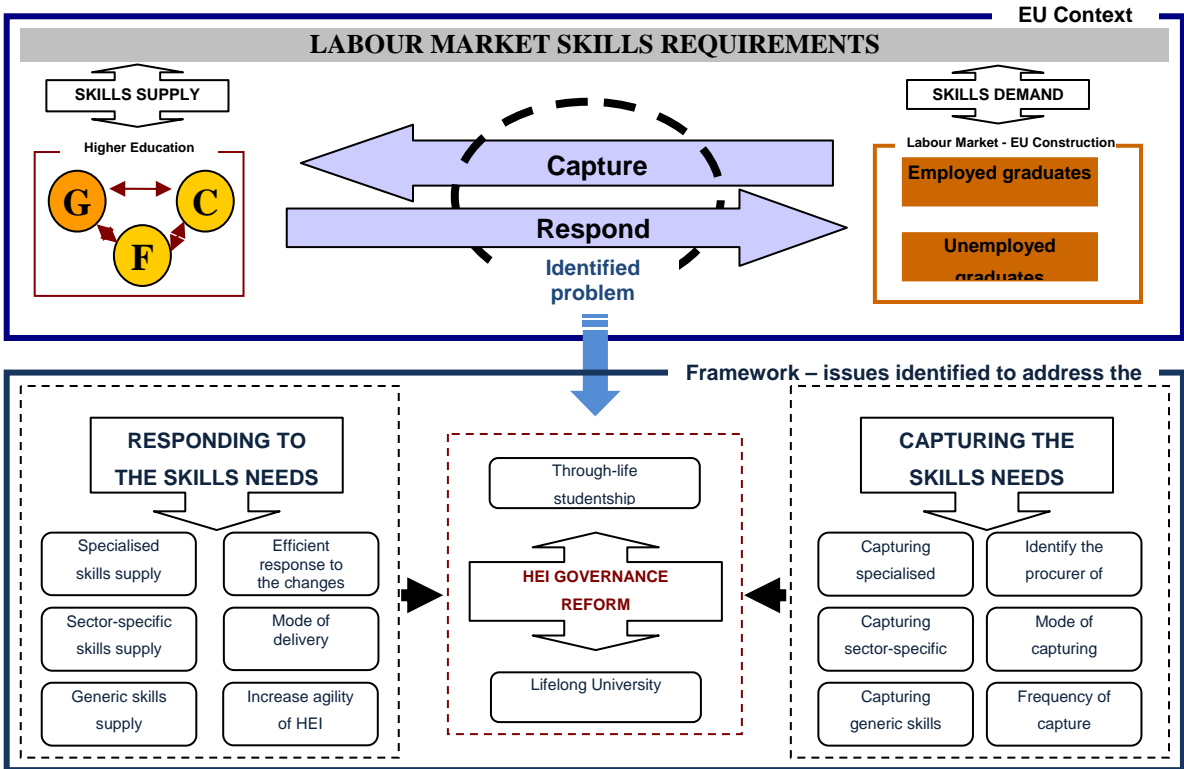 EU Context
LABOUR MARKET SKILLS REQUIREMENTS
SKILLS SUPPLY
SKILLS DEMAND
Higher Education
G
C
F
Capture
Respond
Identified
problem
Labour Market - EU Construction
Employed graduates
Unemployed
graduates
Framework – issues identified to address the
RESPONDING TO
THE SKILLS NEEDS
Specialised
skills supply
Efficient
response to
the changes
Sector-specific
skills supply
Mode of
delivery
Generic skills
supply
Increase agility
of HEI
Through-life
studentship
HEI GOVERNANCE
REFORM
Lifelong University
CAPTURING THE
SKILLS NEEDS
Capturing
specialised
Identify the
procurer of
Capturing
sector-specific
Mode of
capturing
Capturing
generic skills
Frequency of
capture